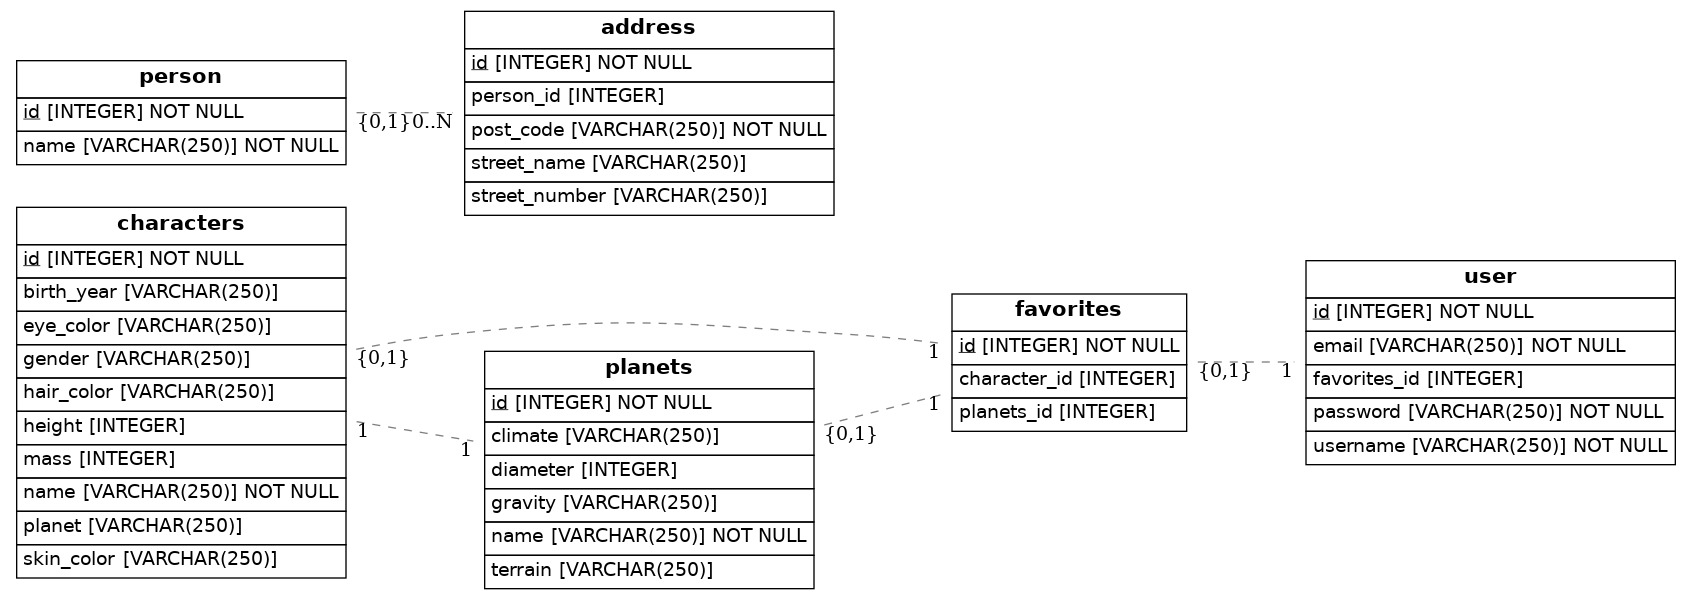 person
id [INTEGER] NOT NULL
name [VARCHAR(250)] NOT NULL
{0,1}
0..N
address
id [INTEGER] NOT NULL
person_id [INTEGER]
post_code [VARCHAR(250)] NOT NULL
street_name [VARCHAR(250)]
street_number [VARCHAR(250)]
characters
id [INTEGER] NOT NULL
birth_year [VARCHAR(250)]
eye_color [VARCHAR(250)]
gender [VARCHAR(250)]
hair_color [VARCHAR(250)]
height [INTEGER]
mass [INTEGER]
name [VARCHAR(250)] NOT NULL
planet [VARCHAR(250)]
skin_color [VARCHAR(250)]
{0,1}
1
1
1
planets
id [INTEGER] NOT NULL
climate [VARCHAR(250)]
diameter [INTEGER]
gravity [VARCHAR(250)]
name [VARCHAR(250)] NOT NULL
terrain [VARCHAR(250)]
{0,1}
1
favorites
id [INTEGER] NOT NULL
character_id [INTEGER]
planets_id [INTEGER]
{0,1}
1
user
id [INTEGER] NOT NULL
email [VARCHAR(250)] NOT NULL
favorites_id [INTEGER]
password [VARCHAR(250)] NOT NULL
username [VARCHAR(250)] NOT NULL